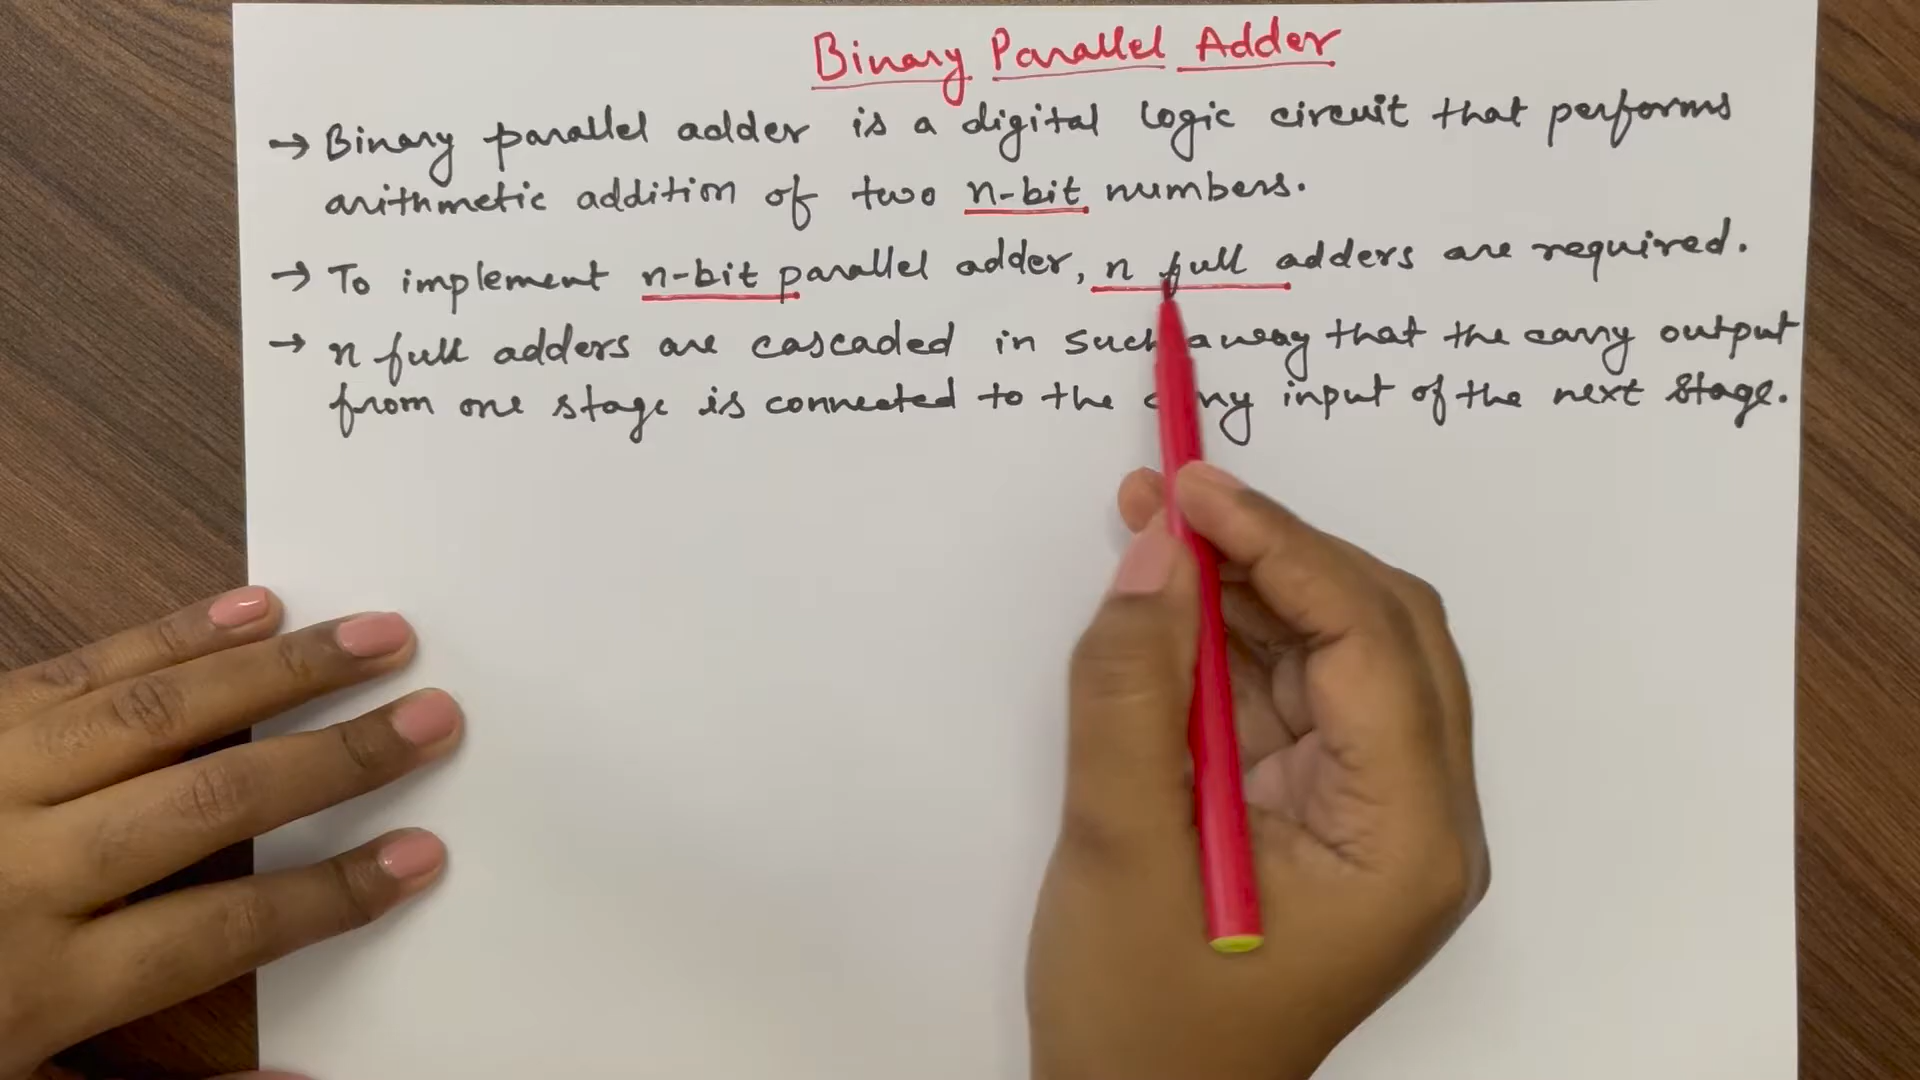 Binary Parallel Adder
→ Binary parallel adder is a digital logic circuit that performs
arithmetic addition of two n-bit numbers.
→ To implement n-bit parallel adder, n full adders are required.
→ n full adders are cascaded in such a way that the carry output
from one stage is connected to the carry input of the next stage.